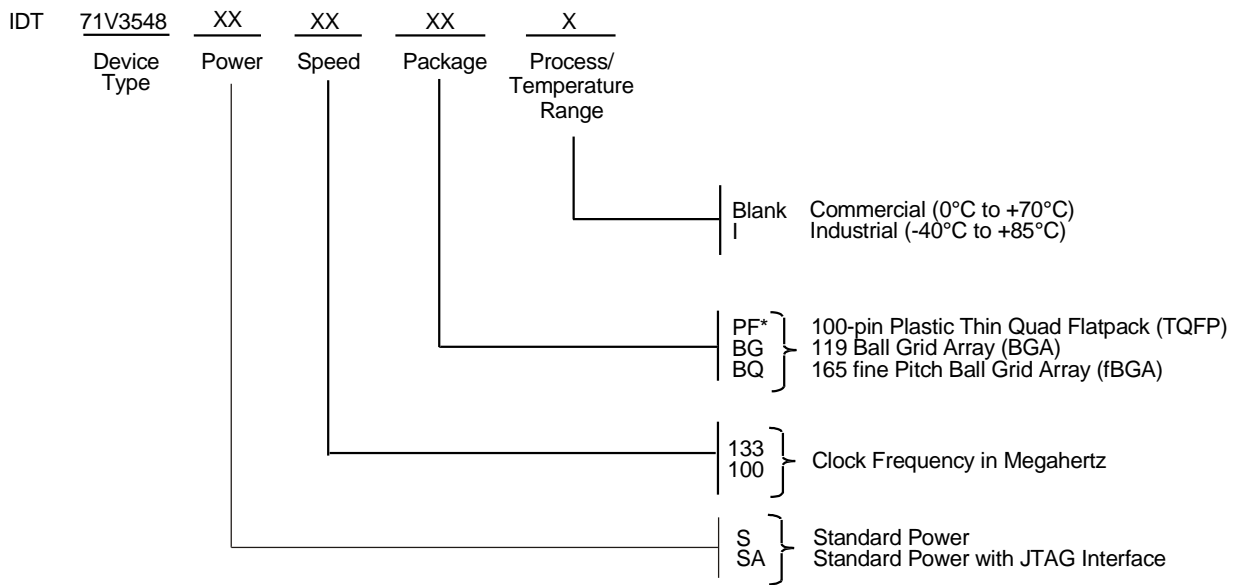 IDT 71V3548 XX XX XX X
Device Type Power Speed Package Process/ Temperature Range
Blank Commercial (0°C to +70°C)
I Industrial (-40°C to +85°C)
PF* 100-pin Plastic Thin Quad Flatpack (TQFP)
BG 119 Ball Grid Array (BGA)
BQ 165 fine Pitch Ball Grid Array (fBGA)
133
100 Clock Frequency in Megahertz
S Standard Power
SA Standard Power with JTAG Interface